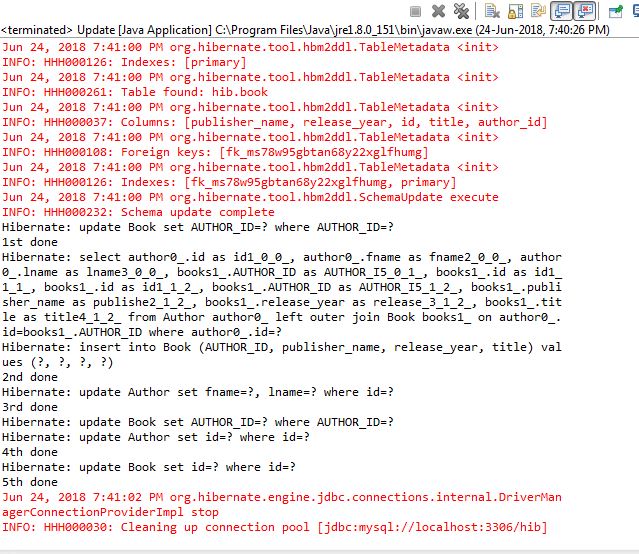 <terminated> Update [Java Application] C:\Program Files\Java\jre1.8.0_151\bin\javaw.exe (24-Jun-2018, 7:40:26 PM)
Jun 24, 2018 7:41:00 PM org.hibernate.tool.hbm2ddl.TableMetadata <init>
INFO: HHH000126: Indexes: [primary]
Jun 24, 2018 7:41:00 PM org.hibernate.tool.hbm2ddl.TableMetadata <init>
INFO: HHH000261: Table found: hib.book
Jun 24, 2018 7:41:00 PM org.hibernate.tool.hbm2ddl.TableMetadata <init>
INFO: HHH000037: Columns: [publisher_name, release_year, id, title, author_id]
Jun 24, 2018 7:41:00 PM org.hibernate.tool.hbm2ddl.TableMetadata <init>
INFO: HHH000108: Foreign keys: [fk_ms78w95gbtan68y22xglfhumg]
Jun 24, 2018 7:41:00 PM org.hibernate.tool.hbm2ddl.TableMetadata <init>
INFO: HHH000126: Indexes: [fk_ms78w95gbtan68y22xglfhumg, primary]
Jun 24, 2018 7:41:00 PM org.hibernate.tool.hbm2ddl.SchemaUpdate execute
INFO: HHH000232: Schema update complete
Hibernate: update Book set AUTHOR_ID=? where AUTHOR_ID=?
1st done
Hibernate: select author0_.id as id1_0_0_, author0_.fname as fname2_0_0_, author
0_.lname as lname3_0_0_, books1_.AUTHOR_ID as AUTHOR_I5_0_1_, books1_.id as id1_
1_1_, books1_.id as id1_1_2_, books1_.AUTHOR_ID as AUTHOR_I5_1_2_, books1_.publi
sher_name as publishe2_1_2_, books1_.release_year as release_3_1_2_, books1_.tit
le as title4_1_2_ from Author author0_ left outer join Book books1_ on author0_.
id=books1_.AUTHOR_ID where author0_.id=?
Hibernate: insert into Book (AUTHOR_ID, publisher_name, release_year, title) val
ues (?, ?, ?, ?)
2nd done
Hibernate: update Author set fname=?, lname=? where id=?
3rd done
Hibernate: update Book set AUTHOR_ID=? where AUTHOR_ID=?
Hibernate: update Author set id=? where id=?
4th done
Hibernate: update Book set id=? where id=?
5th done
Jun 24, 2018 7:41:02 PM org.hibernate.engine.jdbc.connections.internal.DriverMan
agerConnectionProviderImpl stop
INFO: HHH000030: Cleaning up connection pool [jdbc:mysql://localhost:3306/hib]